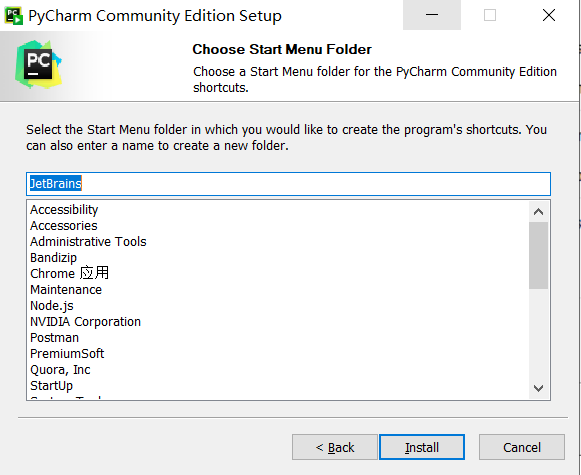 PyCharm Community Edition Setup
PC
Choose Start Menu Folder
Choose a Start Menu folder for the PyCharm Community Edition
shortcuts.
Select the Start Menu folder in which you would like to create the program's shortcuts. You
can also enter a name to create a new folder.
JetBrains
Accessibility
Accessories
Administrative Tools
Bandizip
Chrome 应用
Maintenance
Node.js
NVIDIA Corporation
Postman
PremiumSoft
Quora, Inc
StartUp
< Back
Install
Cancel